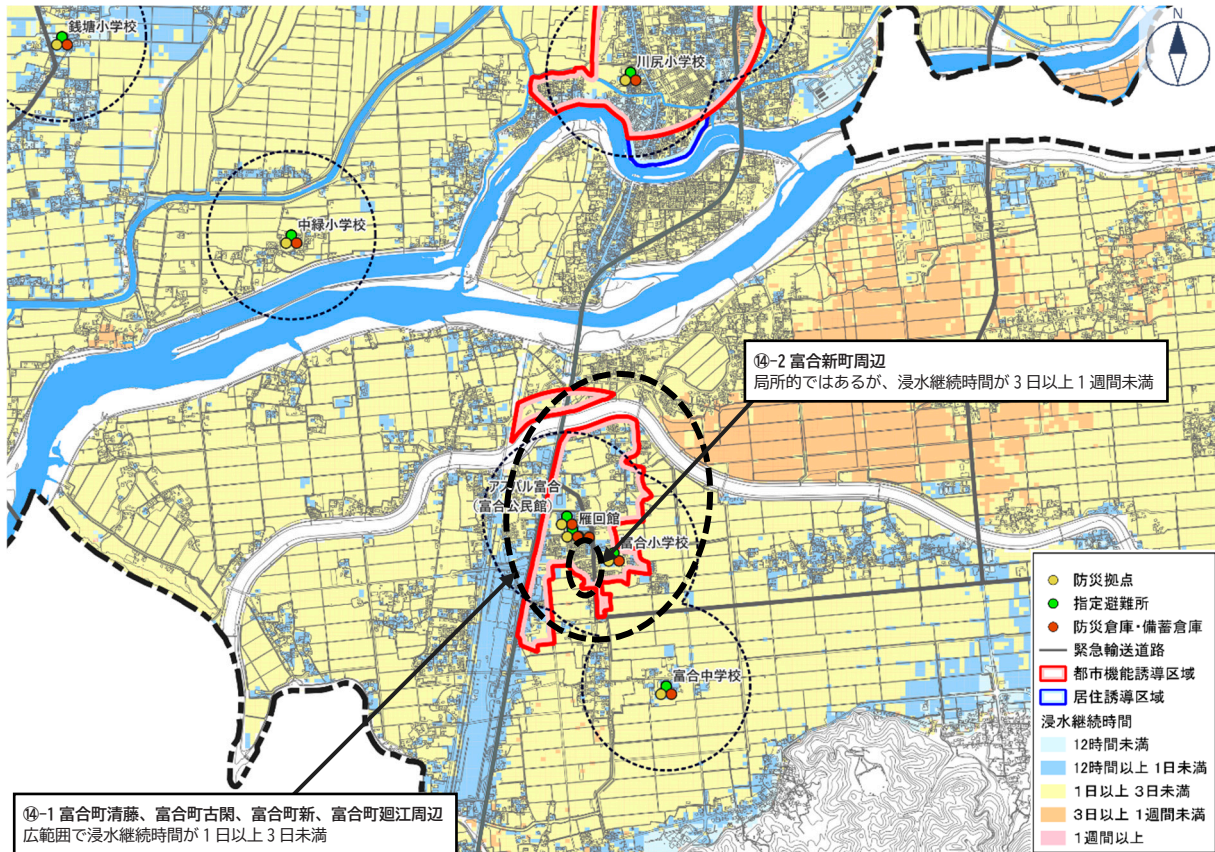 銭塘小学校
川尻小学校
N
中緑小学校
⑭-2 富合新町周辺
局所的ではあるが、浸水継続時間が3日以上1週間未満
アスパル富合
(富合公民館)
雁回館
富合小学校
富合中学校
防災拠点
指定避難所
防災倉庫・備蓄倉庫
緊急輸送道路
都市機能誘導区域
居住誘導区域
浸水継続時間
12時間未満
12時間以上 1日未満
1日以上 3日未満
3日以上 1週間未満
1週間以上
⑭-1 富合町清藤、富合町古閑、富合町新、富合町廻江周辺
広範囲で浸水継続時間が1日以上3日未満